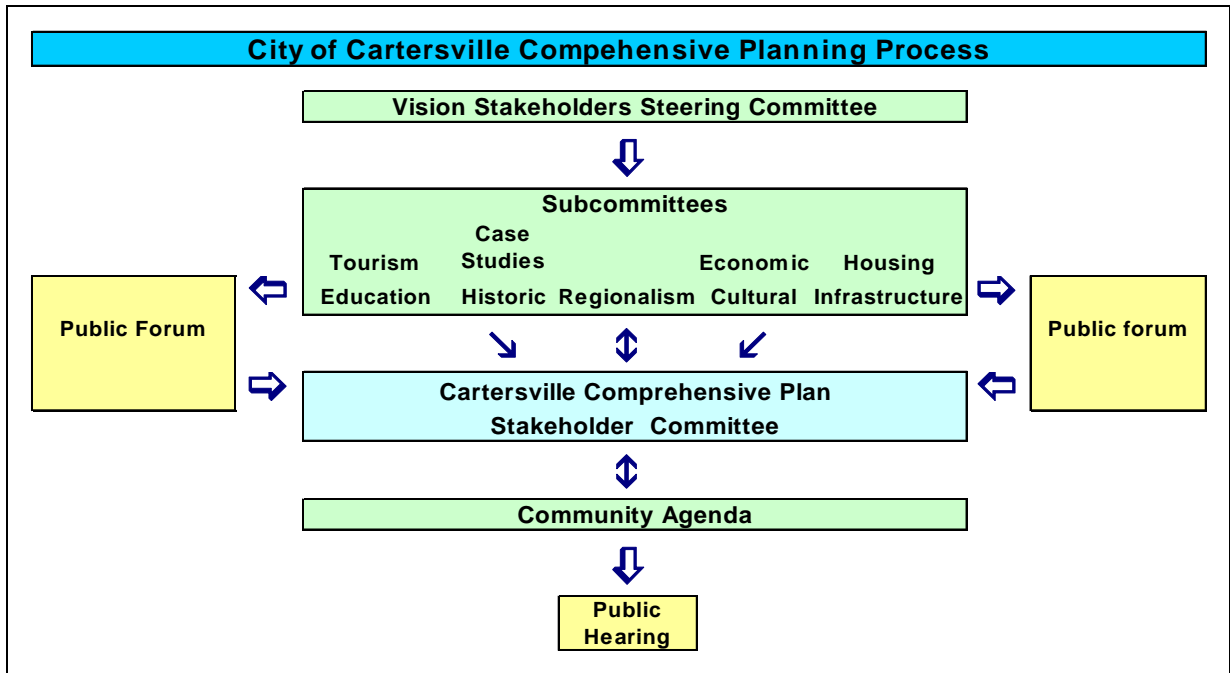 City of Cartersville Compehensive Planning Process
Vision Stakeholders Steering Committee
Subcommittees
Case
Tourism Studies Economic Housing
Education Historic Regionalism Cultural Infrastructure
Public Forum
Public forum
Cartersville Comprehensive Plan
Stakeholder Committee
Community Agenda
Public
Hearing